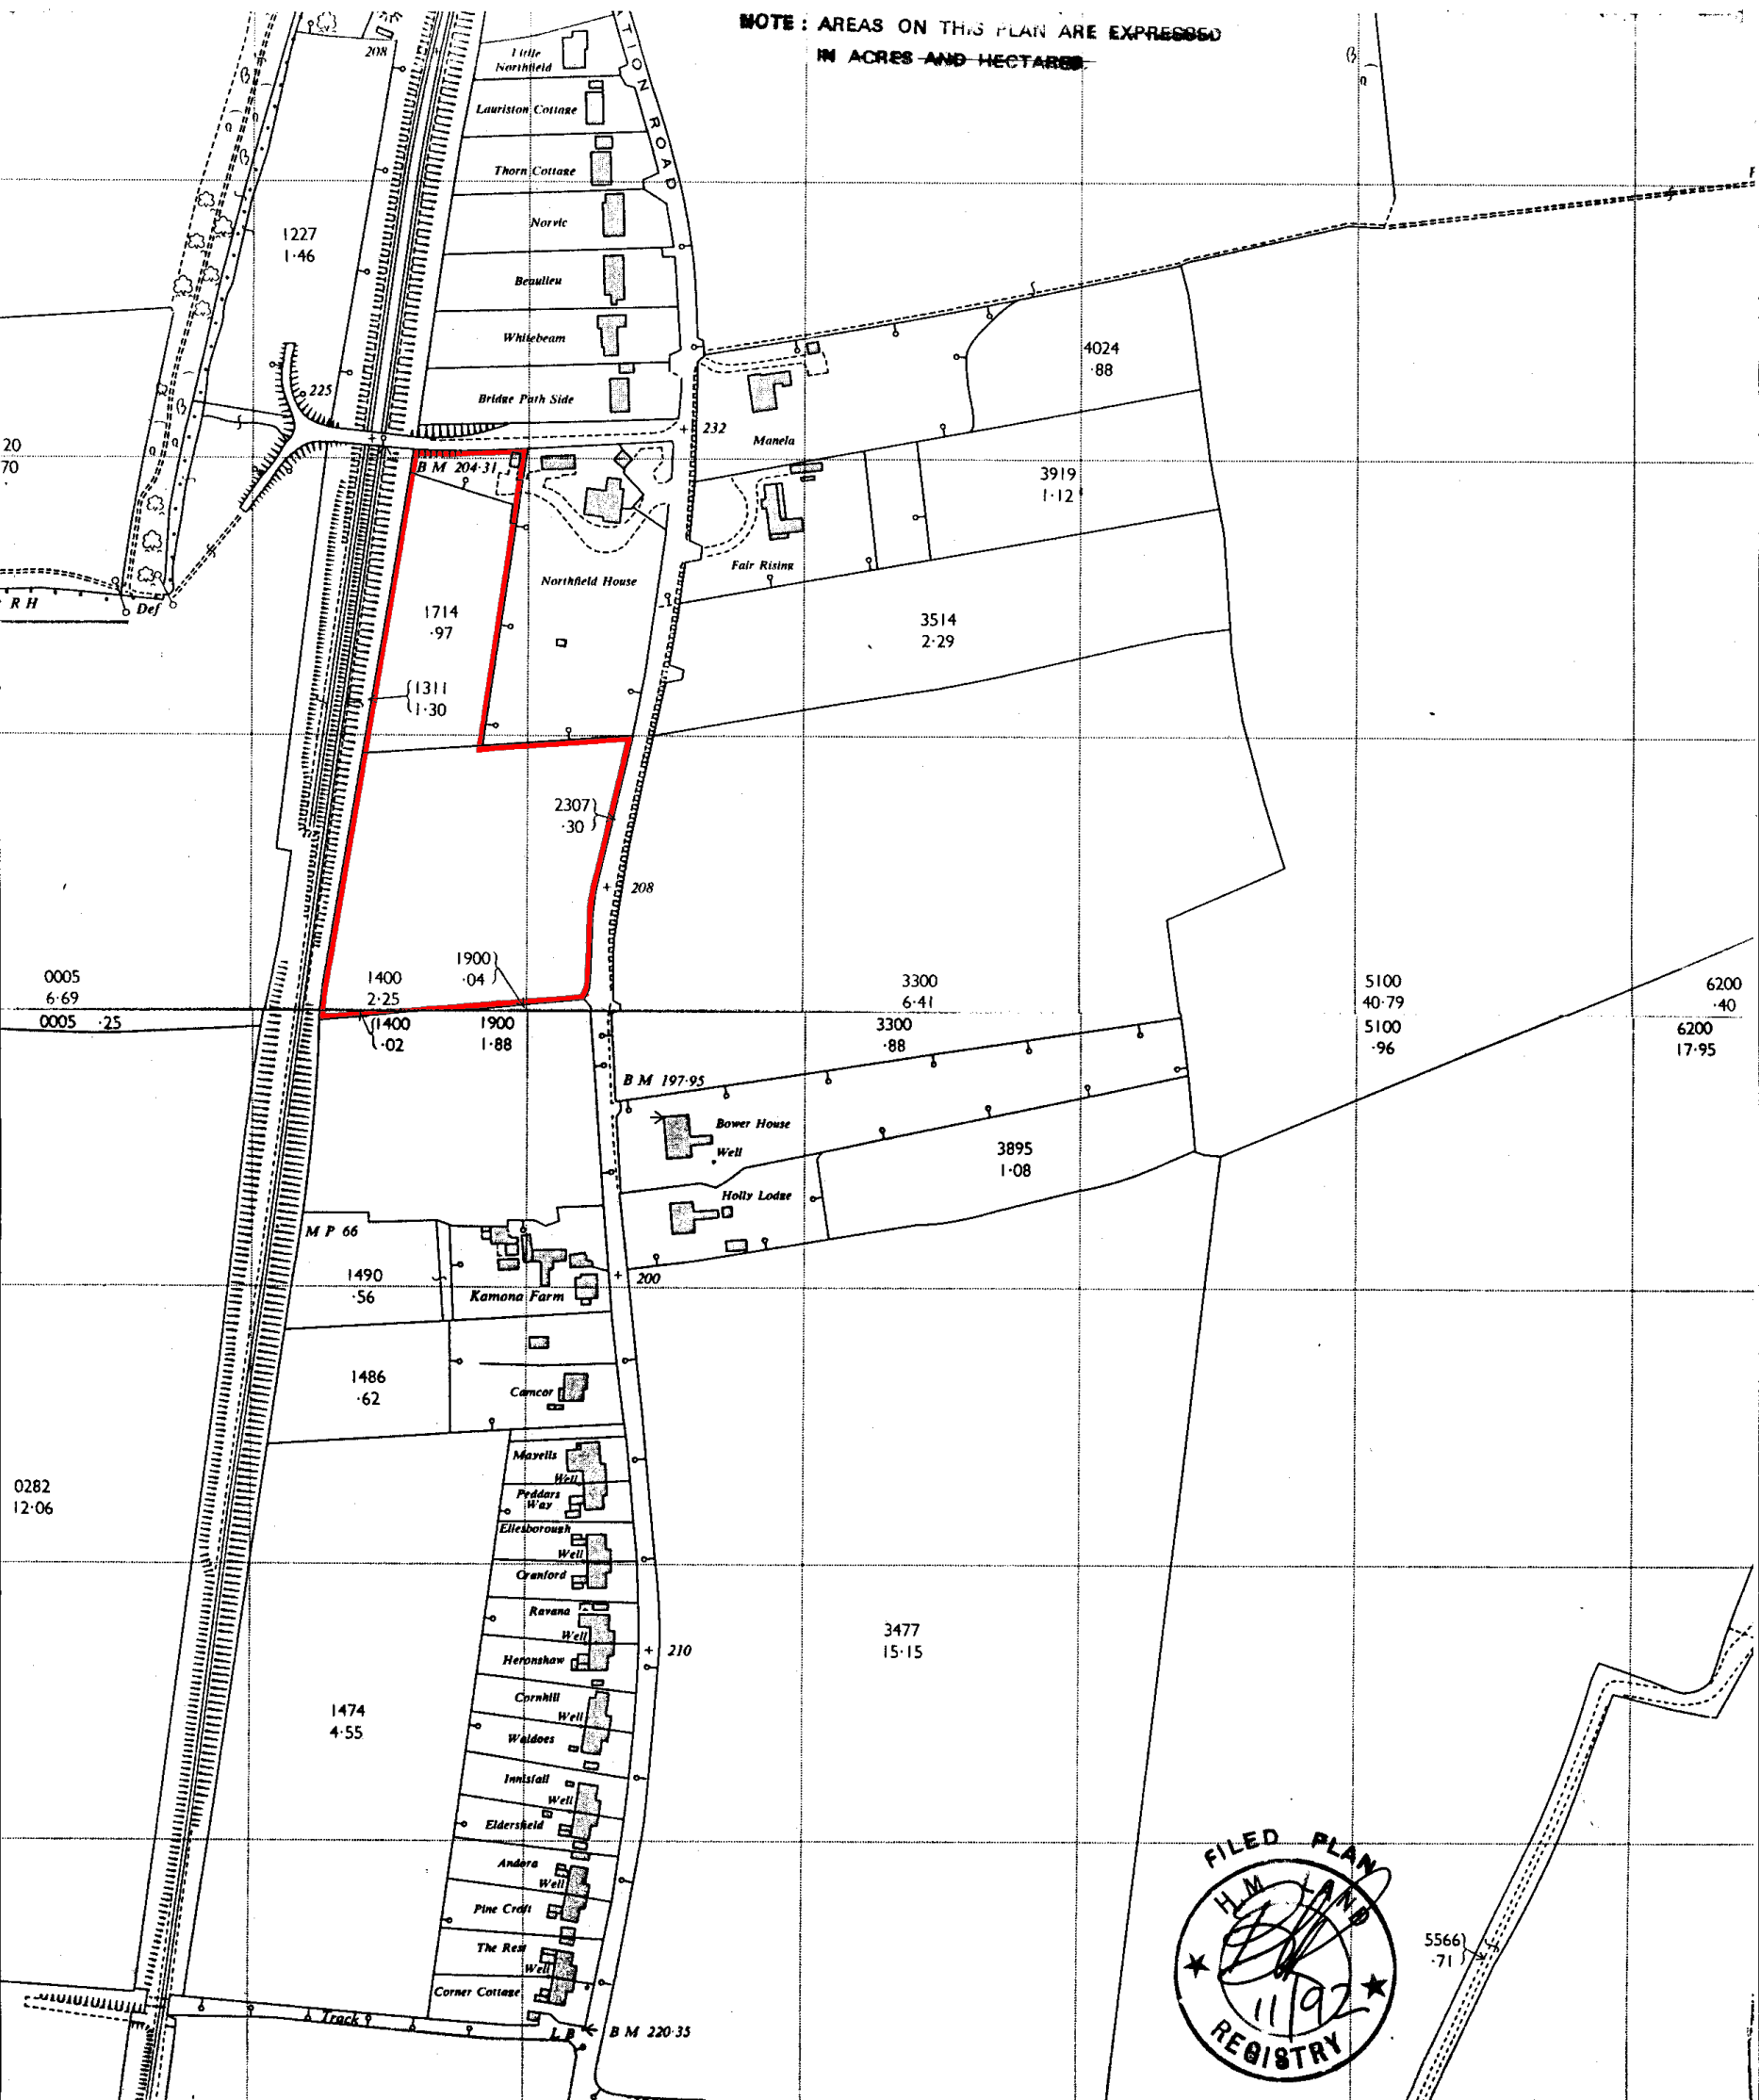 NOTE : AREAS ON THIS PLAN ARE EXPRESSED
IN ACRES AND HECTARES.
208
Little
Northfield
TION ROAD
Lauriston Cottage
Thorn Cottage
Norvic
1227
1·46
Beaulieu
Whitebeam
4024
·88
225
Bridge Path Side
232
Manela
20
70
B M 204·31
3919
1·12
Fair Rising
Northfield House
R H
Def
1714
·97
3514
2·29
1311
1·30
2307
·30
208
1900
·04
0005
6·69
1400
2·25
3300
6·41
5100
40·79
6200
·40
0005 ·25
1400
·02
1900
1·88
3300
·88
5100
·96
6200
17·95
B M 197·95
Bower House
Well
3895
1·08
Holly Lodge
M P 66
1490
·56
200
Kamona Farm
1486
·62
Camcor
Mayells
Well
Peddars
Way
0282
12·06
Ellesborough
Well
Cranford
Ravana
Well
Heronshaw
210
3477
15·15
Cornhill
Well
Waldoes
1474
4·55
Innisfail
Well
Eldersfield
Andora
Well
Pine Croft
The Rest
Well
Corner Cottage
Track
L B
B M 220·35
FILED PLAN
H M LAND
11/92
REGISTRY
5566
·71